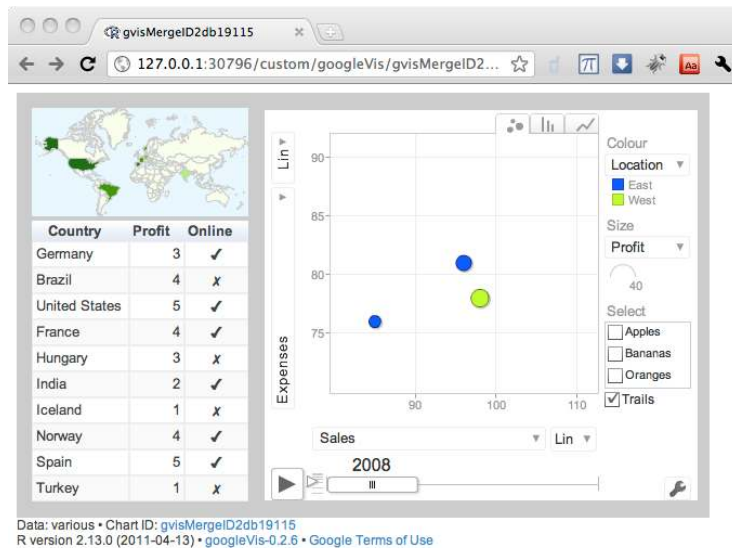 gvisMergeID2db19115
127.0.0.1:30796/custom/googleVis/gvisMergeID2...
π
Aa
Country Profit Online
Germany 3 ✔
Brazil 4 ✗
United States 5 ✔
France 4 ✔
Hungary 3 ✗
India 2 ✔
Iceland 1 ✗
Norway 4 ✔
Spain 5 ✔
Turkey 1 ✗
Lin
Expenses
90
85
80
75
90 100 110
Sales
Lin
2008
Colour
Location
East
West
Size
Profit
40
Select
Apples
Bananas
Oranges
Trails
Data: various • Chart ID: gvisMergeID2db19115
R version 2.13.0 (2011-04-13) • googleVis-0.2.6 • Google Terms of Use